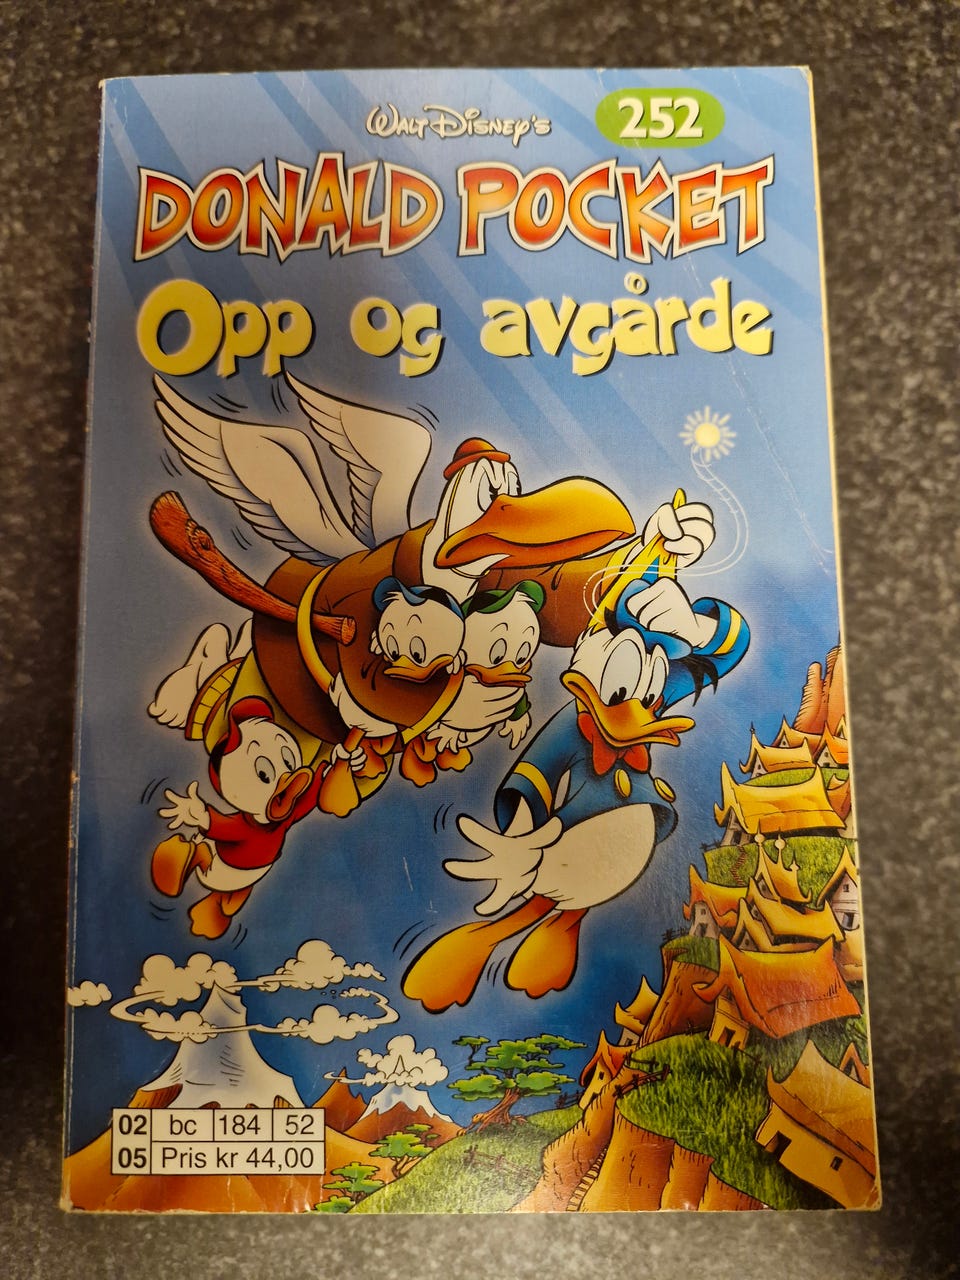 WALT DISNEY'S
252
DONALD POCKET
Opp og avgårde
02 bc 184 52
05 Pris kr 44,00